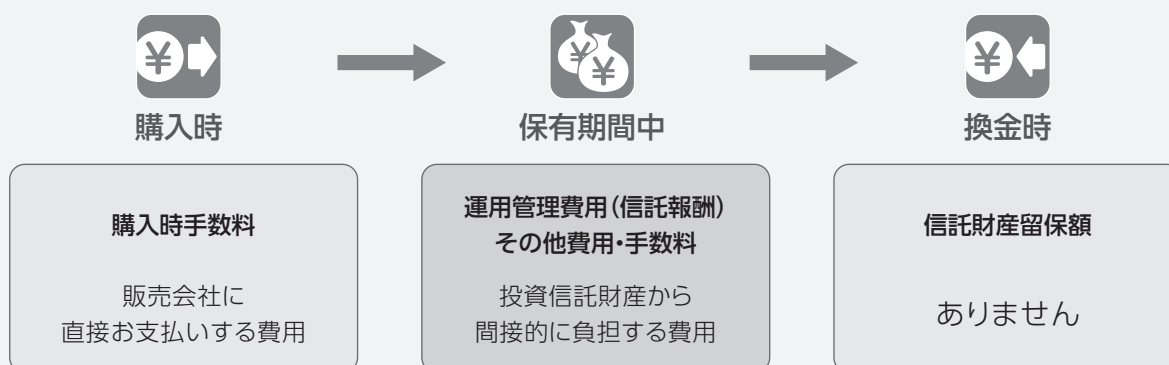 購入時
保有期間中
換金時
購入時手数料
販売会社に
直接お支払いする費用
運用管理費用(信託報酬)
その他費用・手数料
投資信託財産から
間接的に負担する費用
信託財産留保額
ありません